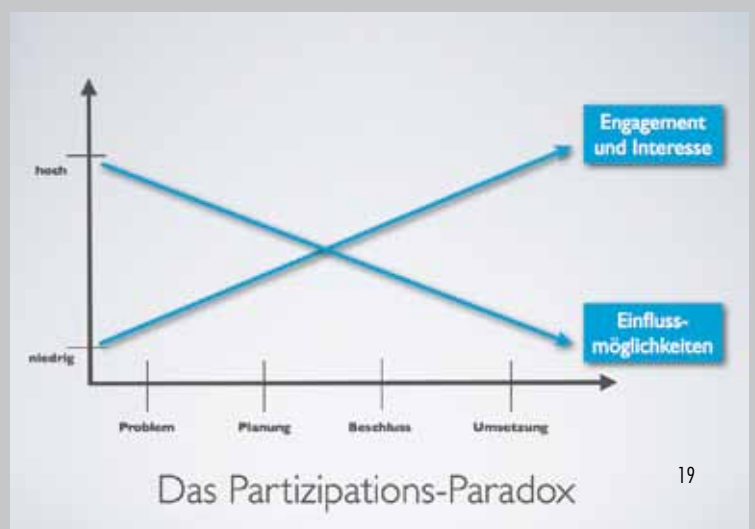 Engagement
und Interesse
hoch
Einfluss-
möglichkeiten
niedrig
Problem
Planung
Beschluss
Umsetzung
Das Partizipations-Paradox
19